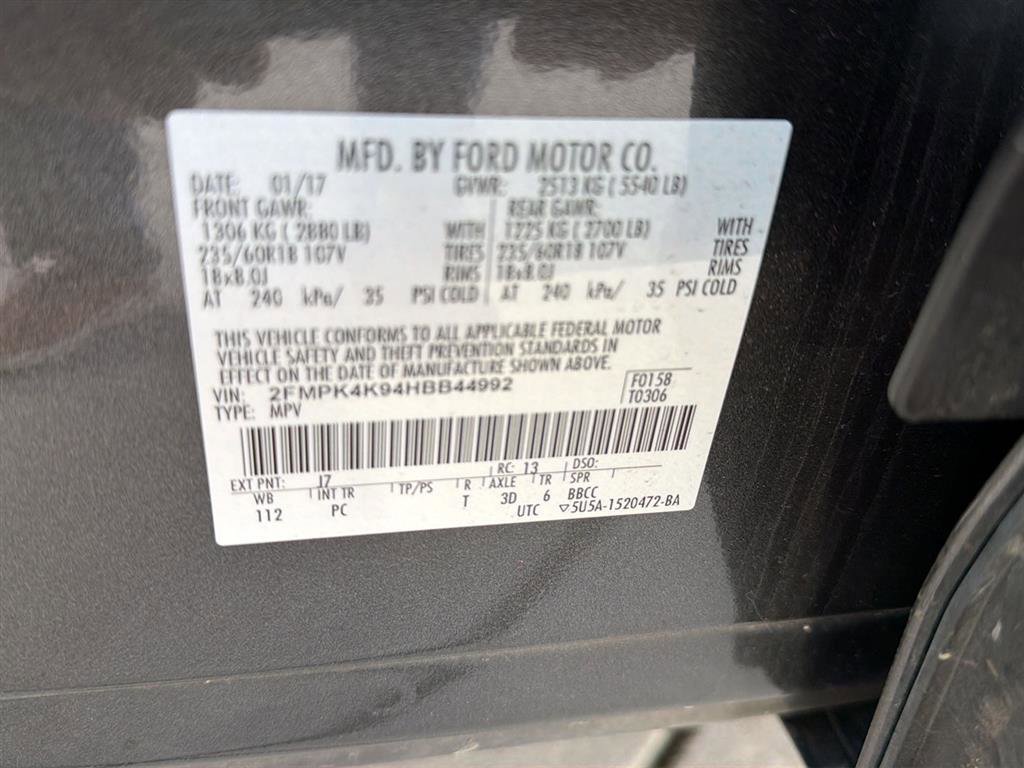 MFD. BY FORD MOTOR CO.
DATE: 01/17 GVWR: 2513 KG ( 5540 LB)
FRONT GAWR: REAR GAWR:
1306 KG ( 2880 LB) WITH 1225 KG ( 2700 LB) WITH
235/60R18 107V TIRES 235/60R18 107V TIRES
18x8.0J RIMS 18x8.0J RIMS
AT 240 kPa/ 35 PSI COLD AT 240 kPa/ 35 PSI COLD
THIS VEHICLE CONFORMS TO ALL APPLICABLE FEDERAL MOTOR
VEHICLE SAFETY AND THEFT PREVENTION STANDARDS IN
EFFECT ON THE DATE OF MANUFACTURE SHOWN ABOVE.
VIN: 2FMPK4K94HBB44992 F0158
TYPE: MPV T0306
EXT PNT: J7 RC: 13 DSO:
WB INT TR TP/PS R AXLE TR SPR
112 PC T 3D 6 BBCC
UTC ▽5U5A-1520472-BA